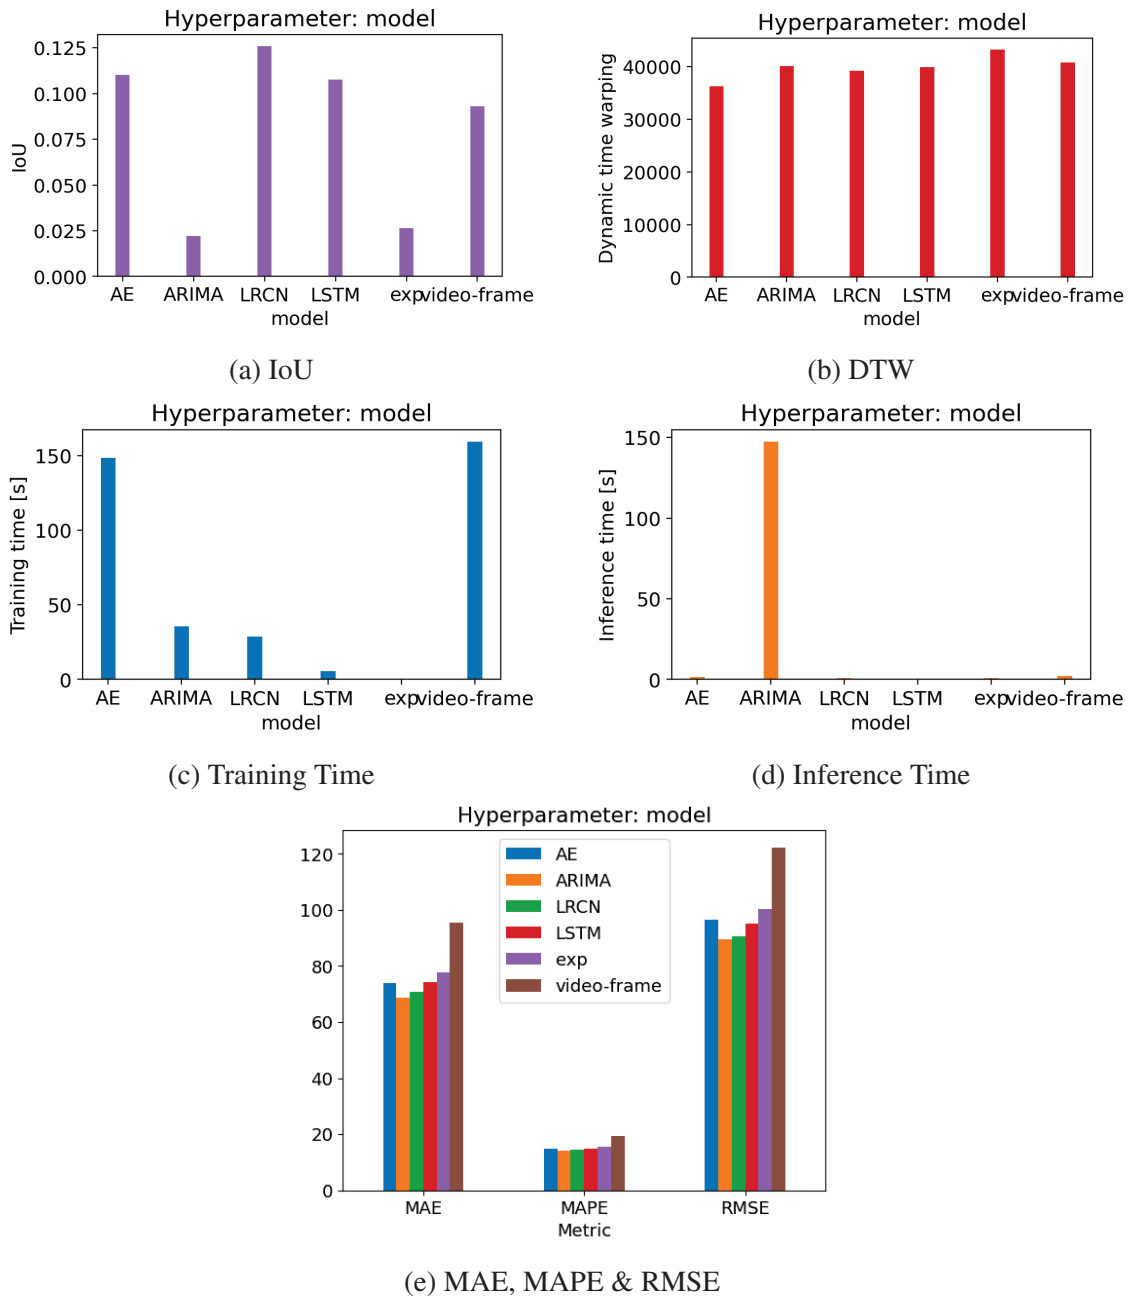 Hyperparameter: model
IoU
0.125
0.100
0.075
0.050
0.025
0.000
AE ARIMA LRCN LSTM exp video-frame
model
(a) IoU
Hyperparameter: model
Dynamic time warping
40000
30000
20000
10000
0
AE ARIMA LRCN LSTM exp video-frame
model
(b) DTW
Hyperparameter: model
Training time [s]
150
100
50
0
AE ARIMA LRCN LSTM exp video-frame
model
(c) Training Time
Hyperparameter: model
Inference time [s]
150
100
50
0
AE ARIMA LRCN LSTM exp video-frame
model
(d) Inference Time
Hyperparameter: model
120
100
80
60
40
20
0
AE
ARIMA
LRCN
LSTM
exp
video-frame
MAE MAPE RMSE
Metric
(e) MAE, MAPE & RMSE